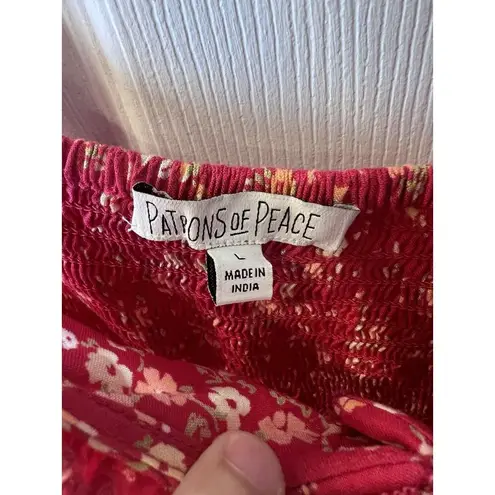 PATRONS OF PEACE
L
MADE IN
INDIA